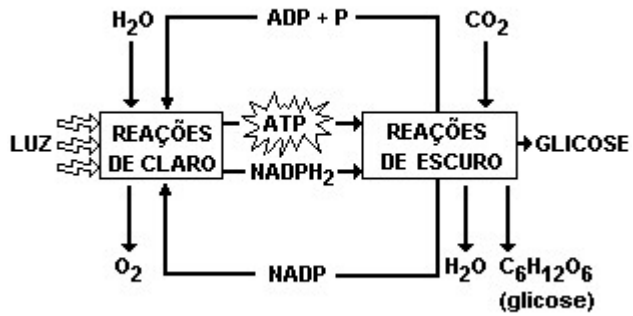 H₂O
ADP + P
CO₂
LUZ
REAÇÕES
DE CLARO
ATP
NADPH₂
REAÇÕES
DE ESCURO
GLICOSE
O₂
NADP
H₂O
C₆H₁₂O₆
(glicose)